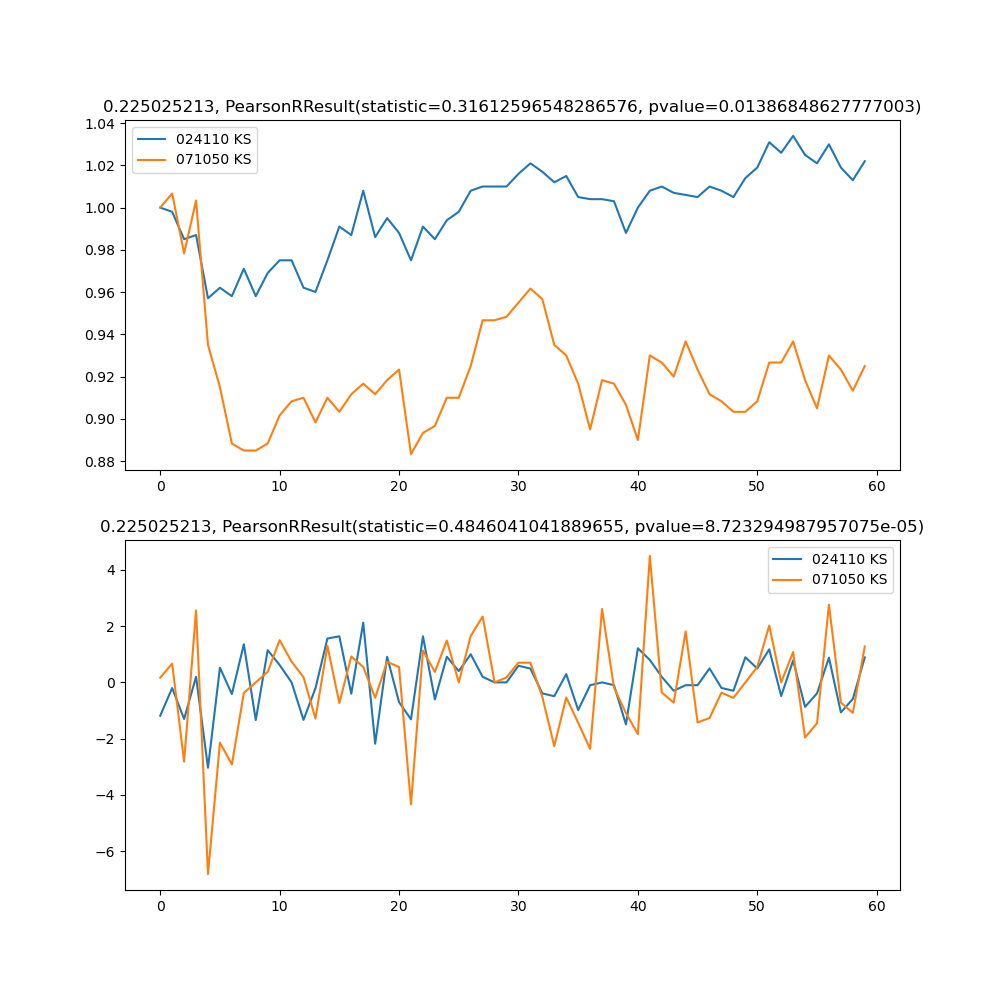 0.225025213, PearsonRResult(statistic=0.31612596548286576, pvalue=0.01386848627777003)
1.04
1.02
1.00
0.98
0.96
0.94
0.92
0.90
0.88
024110 KS
071050 KS
0 10 20 30 40 50 60
0.225025213, PearsonRResult(statistic=0.4846041041889655, pvalue=8.723294987957075e-05)
4
2
0
−2
−4
−6
024110 KS
071050 KS
0 10 20 30 40 50 60